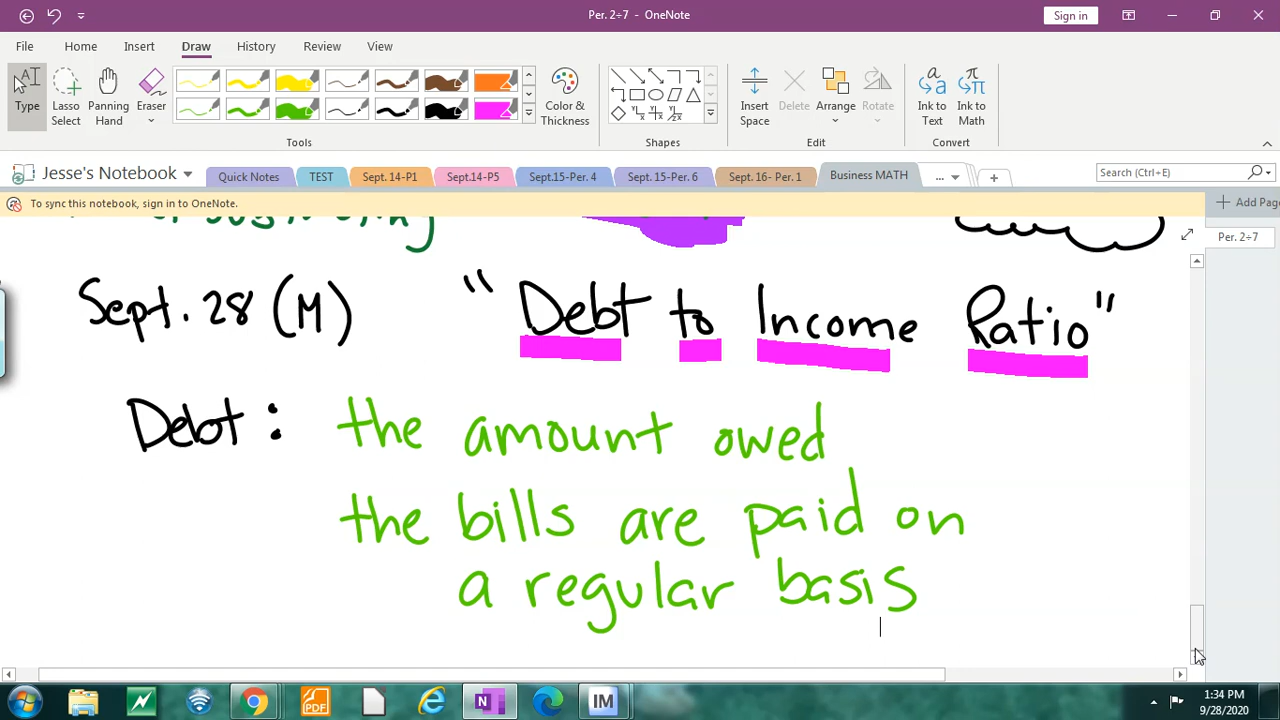 Per. 2÷7 - OneNote
Sign in
File Home Insert Draw History Review View
Type
Lasso Select
Panning Hand
Eraser
Color & Thickness
Insert Space
Delete
Arrange
Rotate
Ink to Text
Ink to Math
Tools Shapes Edit Convert
Jesse's Notebook Quick Notes TEST Sept. 14-P1 Sept.14-P5 Sept.15-Per. 4 Sept. 15-Per. 6 Sept. 16- Per. 1 Business MATH ... Search (Ctrl+E)
To sync this notebook, sign in to OneNote.
Add Page
Per. 2÷7
Sept. 28 (M) "Debt to Income Ratio"
Debt: the amount owed
the bills are paid on
a regular basis
IM
1:34 PM
9/28/2020